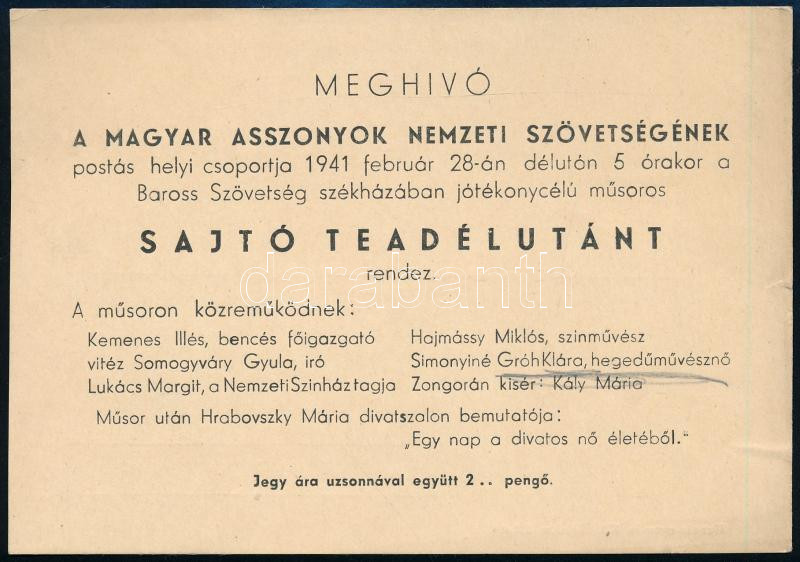 MEGHIVÓ
A MAGYAR ASSZONYOK NEMZETI SZÖVETSÉGÉNEK
postás helyi csoportja 1941 február 28-án délután 5 órakor a
Baross Szövetség székházában jótékonycélú műsoros
SAJTÓ TEADÉLUTÁNT
rendez.
darabanth
A műsoron közreműködnek:
Kemenes Illés, bencés főigazgató
vitéz Somogyváry Gyula, iró
Lukács Margit, a Nemzeti Szinház tagja
Hajmássy Miklós, szinművész
Simonyiné Gróh Klára, hegedűművésznő
Zongorán kisér: Kály Mária
Műsor után Hrabovszky Mária divatszalon bemutatója:
„Egy nap a divatos nő életéből."
Jegy ára uzsonnával együtt 2.. pengő.